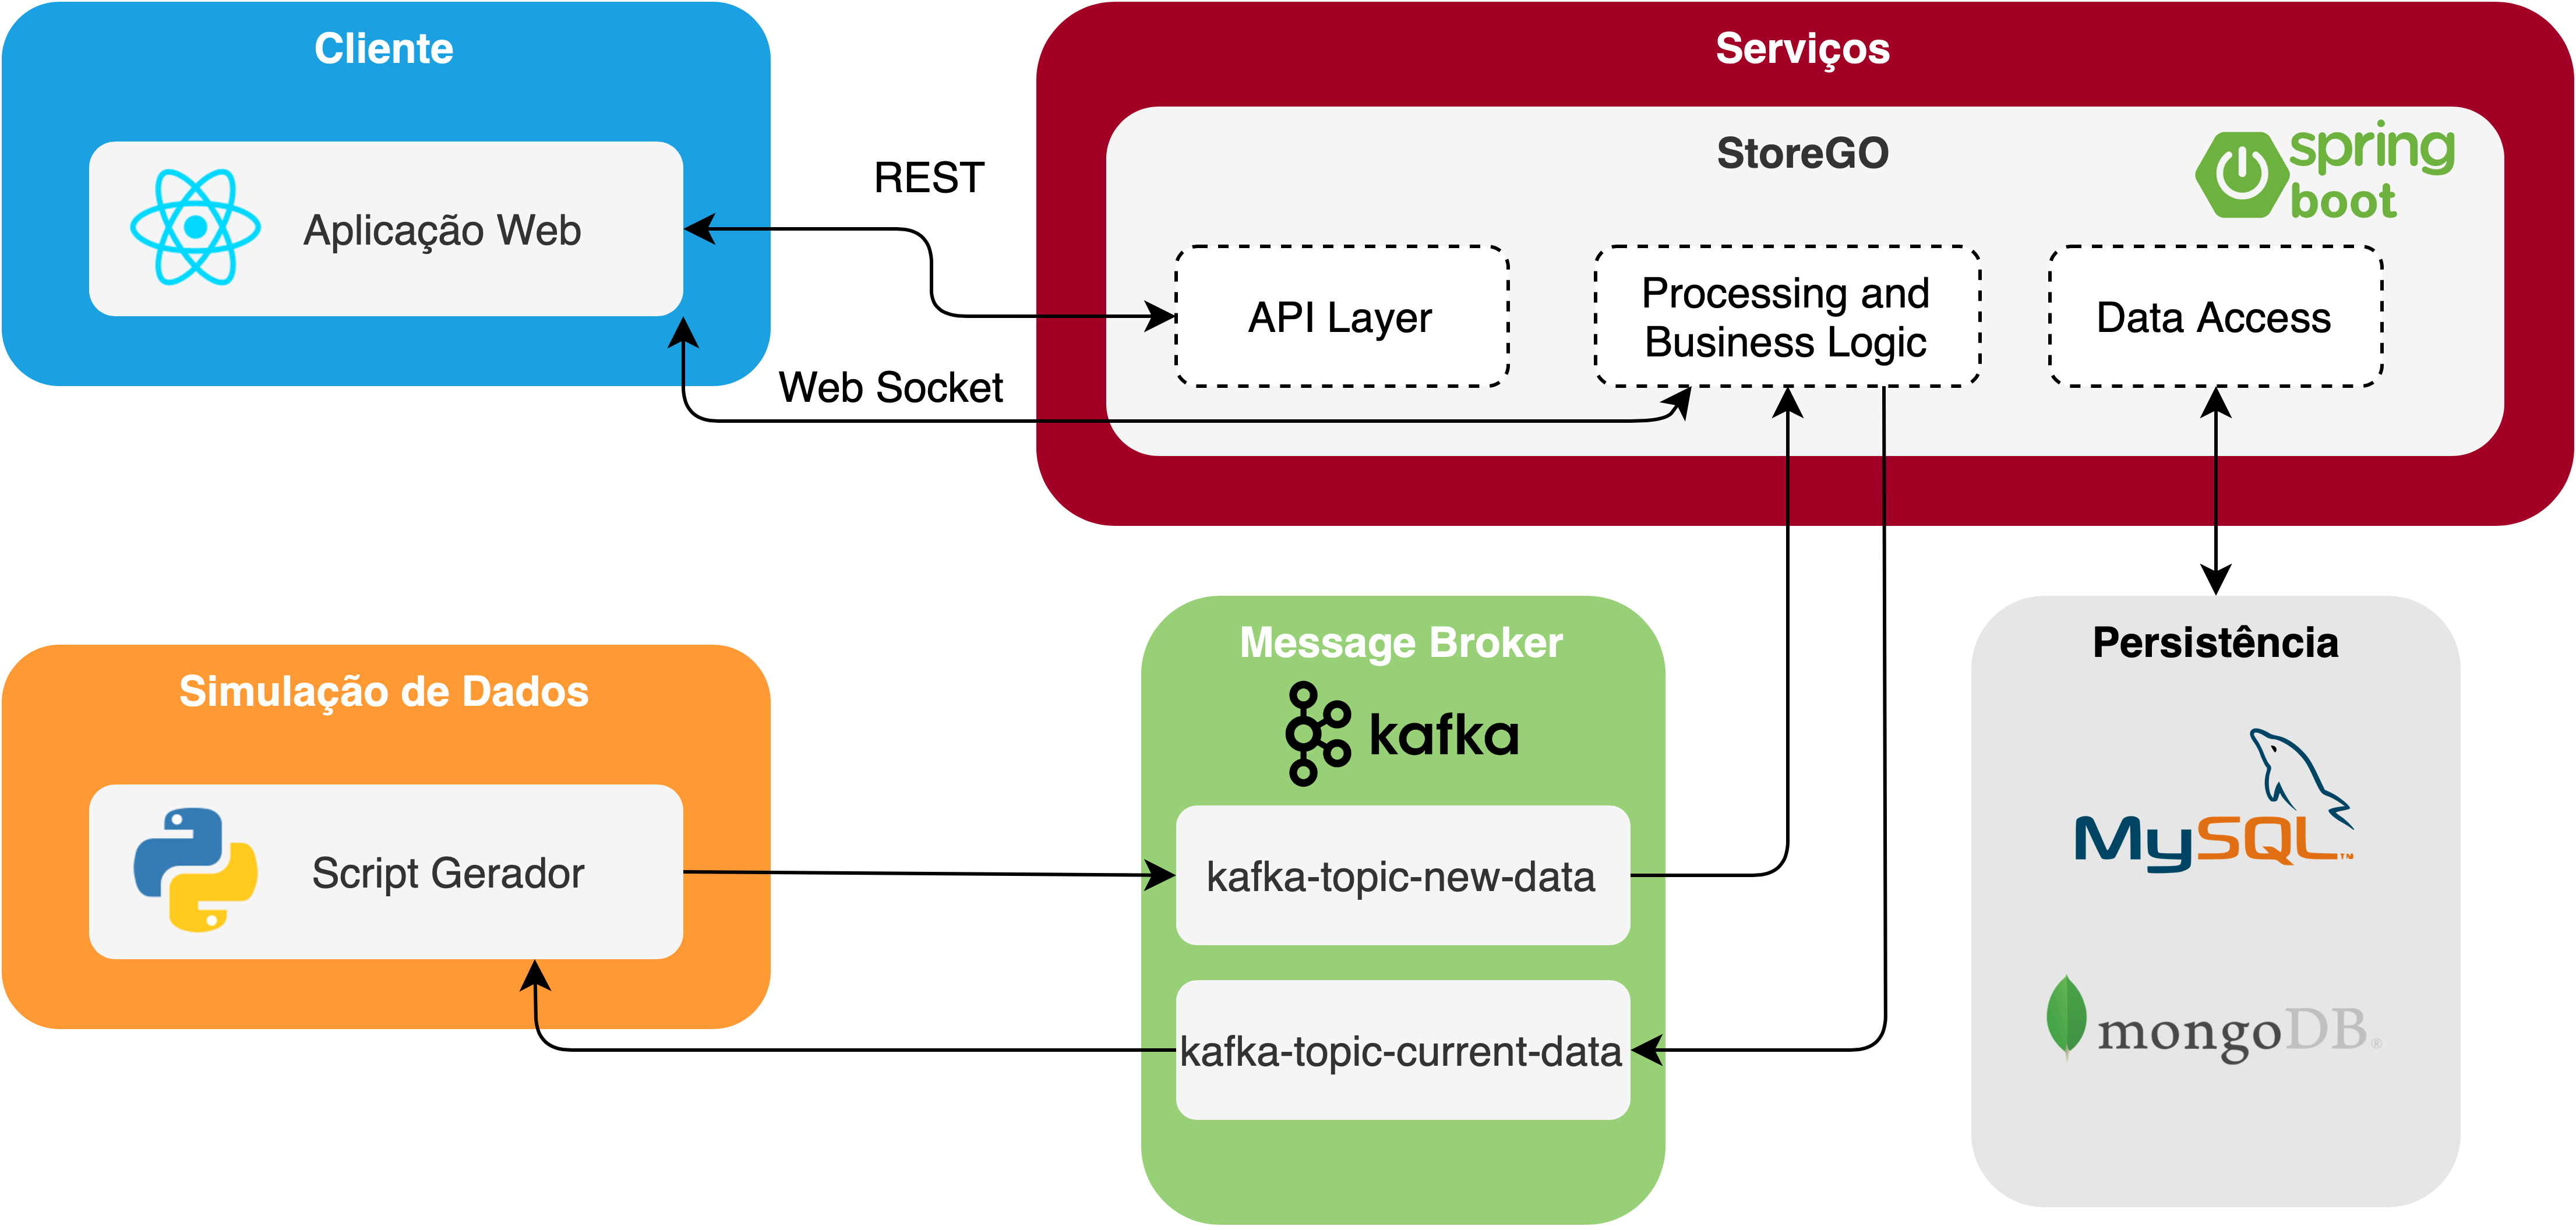 Cliente
Aplicação Web
REST
Web Socket
Serviços
StoreGO
spring
boot
API Layer
Processing and
Business Logic
Data Access
Simulação de Dados
Script Gerador
Message Broker
kafka
kafka-topic-new-data
kafka-topic-current-data
Persistência
MySQL™
mongoDB®